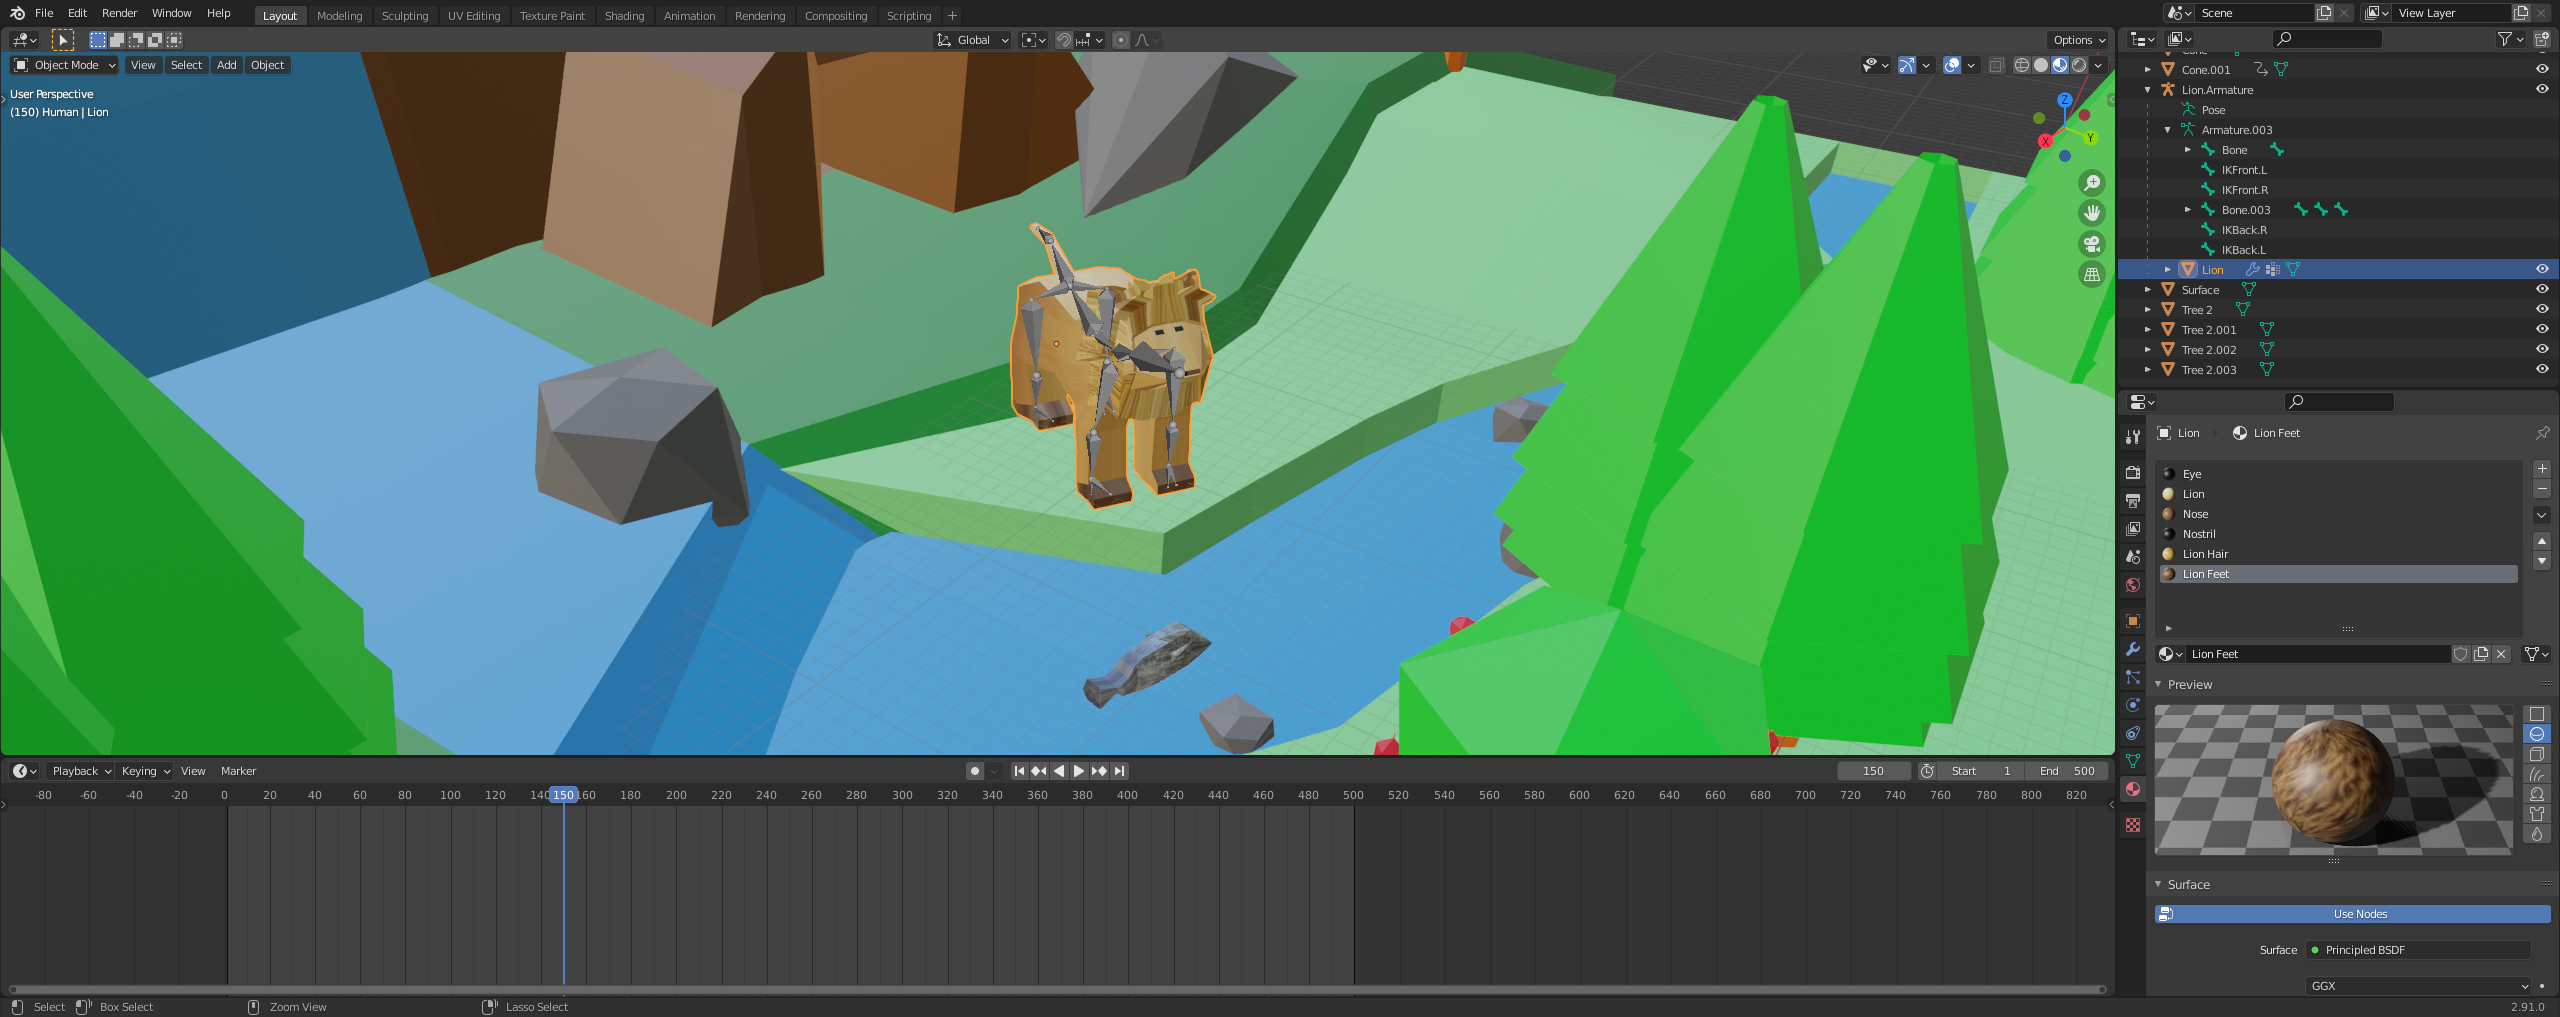 File Edit Render Window Help Layout Modeling Sculpting UV Editing Texture Paint Shading Animation Rendering Compositing Scripting + Scene View Layer
Global Options
Object Mode View Select Add Object
User Perspective
(150) Human | Lion
Z
Y
X
Cone.001
Lion.Armature
Pose
Armature.003
Bone
IKFront.L
IKFront.R
Bone.003
IKBack.R
IKBack.L
Lion
Surface
Tree 2
Tree 2.001
Tree 2.002
Tree 2.003
Lion Lion Feet
Eye
Lion
Nose
Nostril
Lion Hair
Lion Feet
Lion Feet
Preview
Surface
Use Nodes
Surface Principled BSDF
GGX
Playback Keying View Marker 150 Start 1 End 500
-80 -60 -40 -20 0 20 40 60 80 100 120 140 150 160 180 200 220 240 260 280 300 320 340 360 380 400 420 440 460 480 500 520 540 560 580 600 620 640 660 680 700 720 740 760 780 800 820
Select Box Select Zoom View Lasso Select 2.91.0